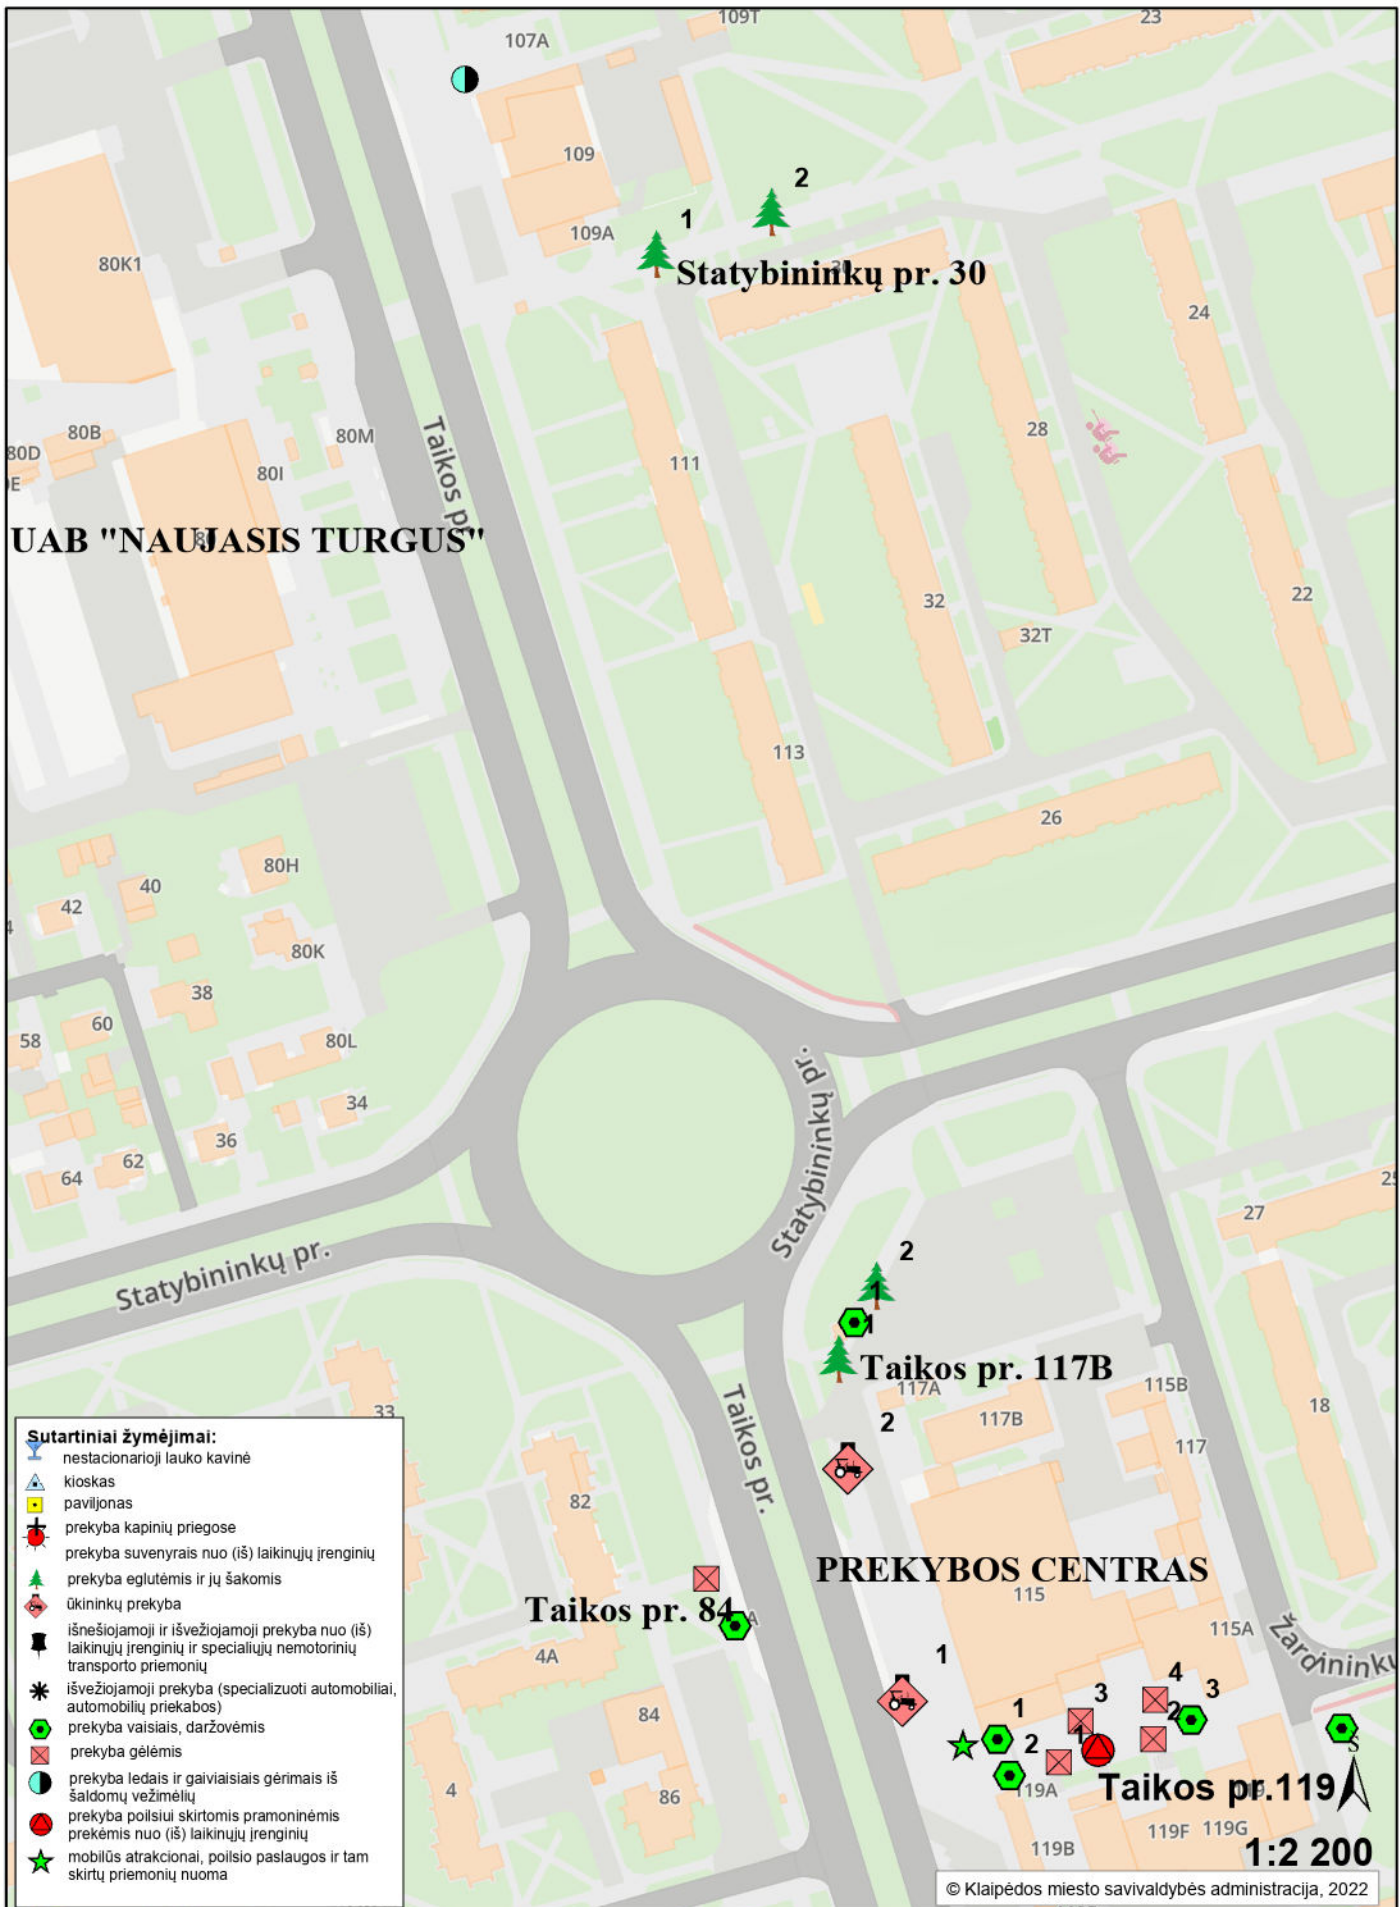 109T
23
107A
109
2
1
109A
80K1
Statybininkų pr. 30
24
80B
80D
80M
28
80I
111
Taikos pr.
UAB "NAUJASIS TURGUS"
80
32
22
32T
113
26
80H
40
42
80K
38
60
58
80L
34
36
62
64
Statybininkų pr.
Statybininkų pr.
27
2
1
1
Taikos pr. 117B
117A
115B
117B
18
117
33
Taikos pr.
2
82
PREKYBOS CENTRAS
115
Taikos pr. 84
115A
Žardininkų
4A
1
4
3
3
2
1
84
2
1
S
119A
Taikos pr.119
4
86
119F
119G
119B
1:2 200
© Klaipėdos miesto savivaldybės administracija, 2022
Sutartiniai žymėjimai:
nestacionarioji lauko kavinė
kioskas
paviljonas
prekyba kapinių priegose
prekyba suvenyrais nuo (iš) laikinųjų įrenginių
prekyba eglutėmis ir jų šakomis
ūkininkų prekyba
išnešiojamoji ir išvežiojamoji prekyba nuo (iš)
laikinųjų įrenginių ir specialiųjų nemotorinių
transporto priemonių
išvežiojamoji prekyba (specializuoti automobiliai,
automobilių priekabos)
prekyba vaisiais, daržovėmis
prekyba gėlėmis
prekyba ledais ir gaiviaisiais gėrimais iš
šaldomų vežimėlių
prekyba poilsiui skirtomis pramoninėmis
prekėmis nuo (iš) laikinųjų įrenginių
mobilūs atrakcionai, poilsio paslaugos ir tam
skirtų priemonių nuoma